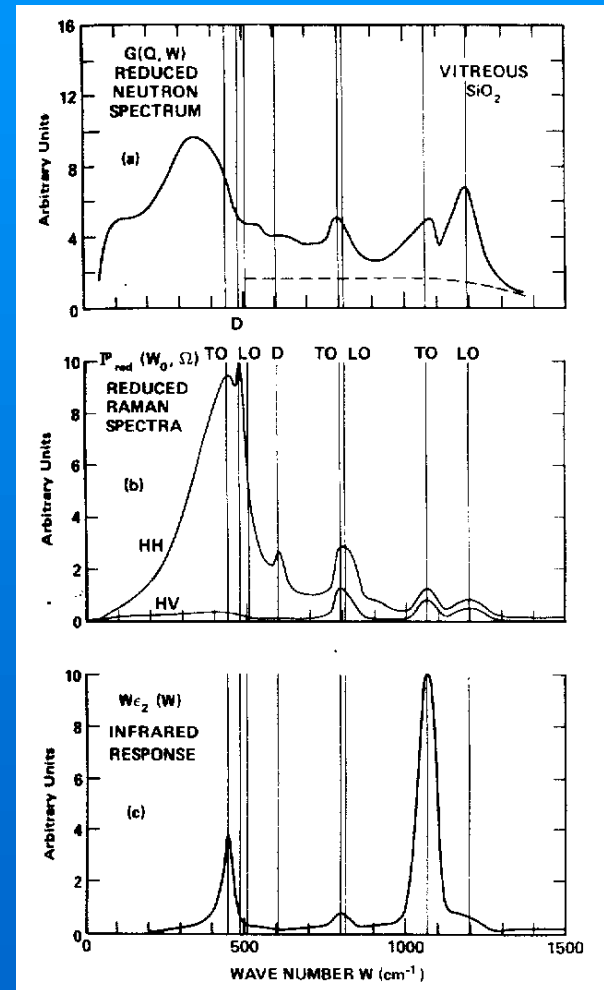 16
G(Q, W)
REDUCED
NEUTRON
SPECTRUM
VITREOUS
SiO2
12
(a)
8
4
0
Arbitrary Units
D
Pred (W0, Ω) TO LO D TO LO TO LO
10
REDUCED
RAMAN
SPECTRA
8
(b)
6
4
HH
2
HV
0
Arbitrary Units
10
Wϵ2 (W)
8
INFRARED
RESPONSE
6
(c)
4
2
0
Arbitrary Units
0 500 1000 1500
WAVE NUMBER W (cm-1)